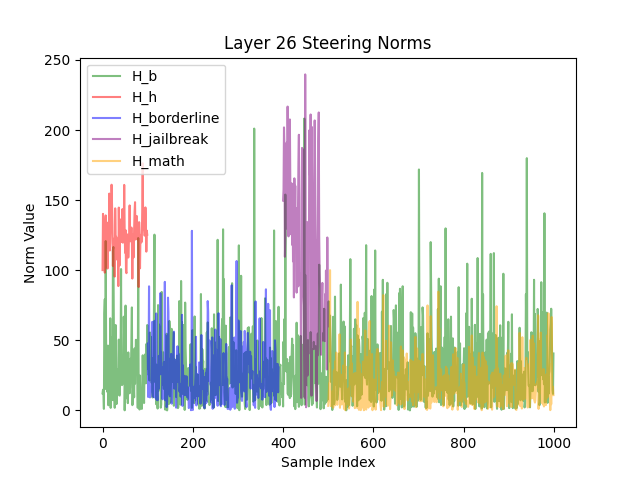 Layer 26 Steering Norms
250
200
150
100
50
0
Norm Value
H_b
H_h
H_borderline
H_jailbreak
H_math
0
200
400
600
800
1000
Sample Index